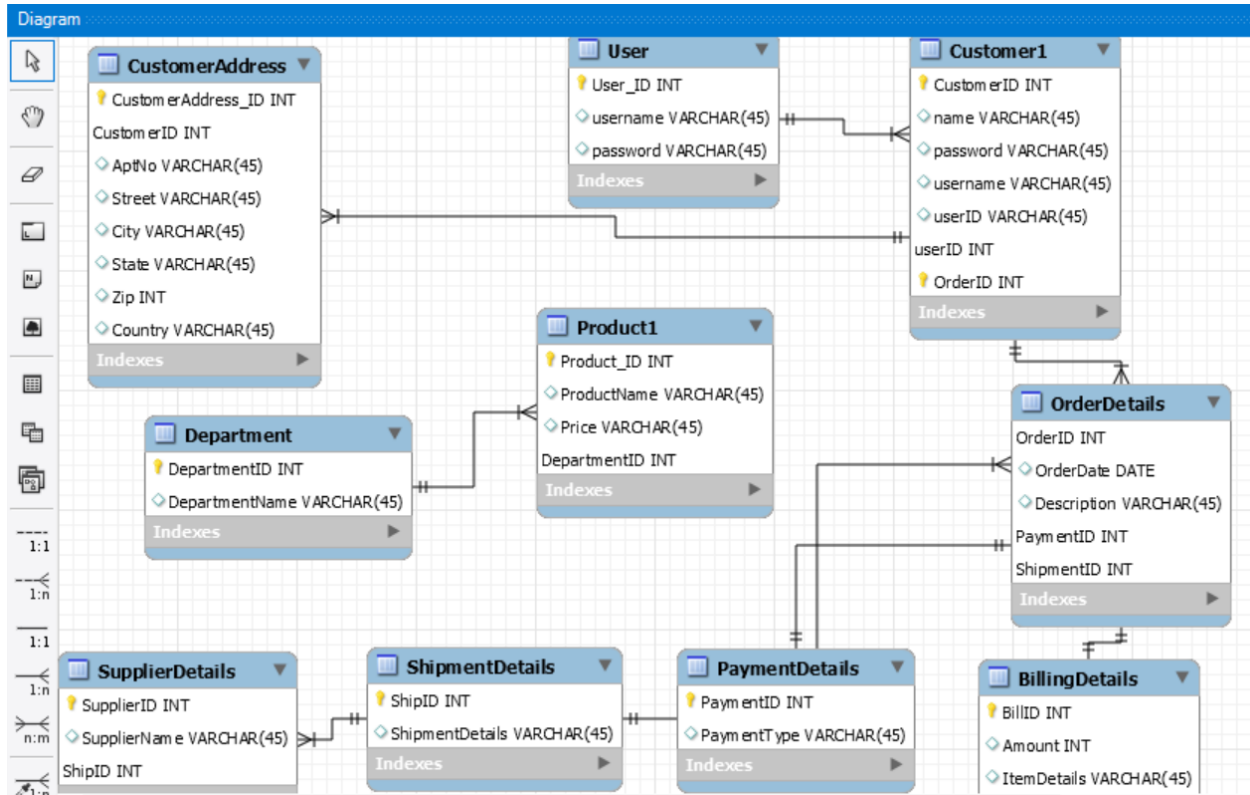 Diagram
CustomerAddress
CustomerAddress_ID INT
CustomerID INT
AptNo VARCHAR(45)
Street VARCHAR(45)
City VARCHAR(45)
State VARCHAR(45)
Zip INT
Country VARCHAR(45)
Indexes
User
User_ID INT
username VARCHAR(45)
password VARCHAR(45)
Indexes
Customer1
CustomerID INT
name VARCHAR(45)
password VARCHAR(45)
username VARCHAR(45)
userID VARCHAR(45)
userID INT
OrderID INT
Indexes
Product1
Product_ID INT
ProductName VARCHAR(45)
Price VARCHAR(45)
DepartmentID INT
Indexes
Department
DepartmentID INT
DepartmentName VARCHAR(45)
Indexes
OrderDetails
OrderID INT
OrderDate DATE
Description VARCHAR(45)
PaymentID INT
ShipmentID INT
Indexes
1:1
1:n
1:1
1:n
n:m
1:n
SupplierDetails
SupplierID INT
SupplierName VARCHAR(45)
ShipID INT
ShipmentDetails
ShipID INT
ShipmentDetails VARCHAR(45)
Indexes
PaymentDetails
PaymentID INT
PaymentType VARCHAR(45)
Indexes
BillingDetails
BillID INT
Amount INT
ItemDetails VARCHAR(45)